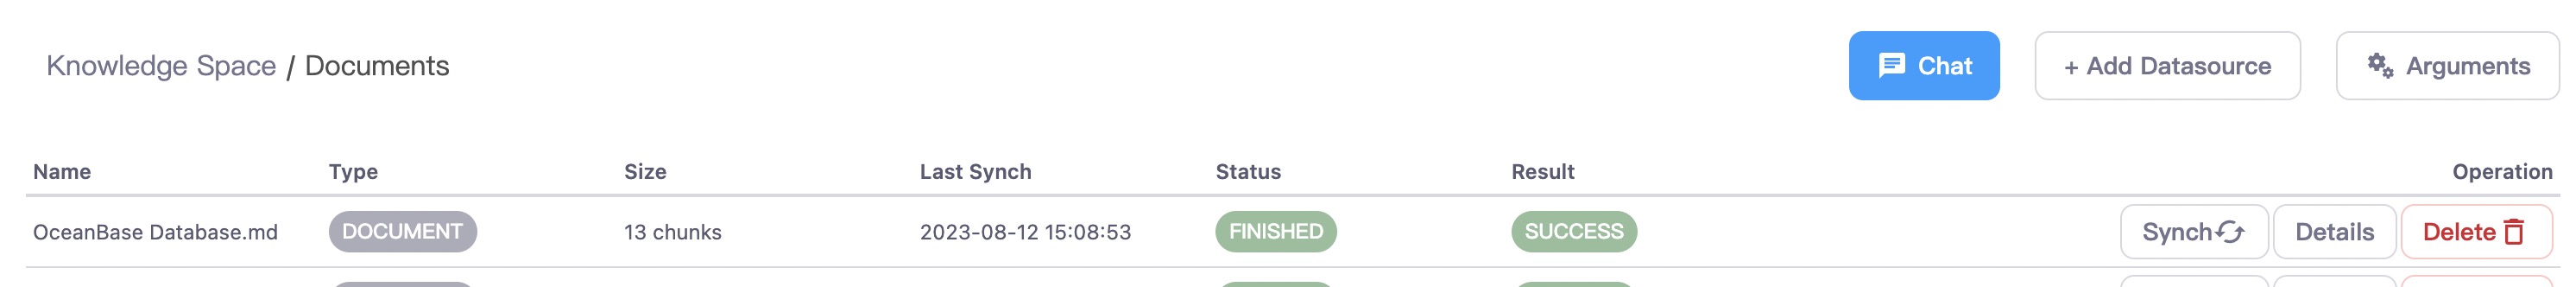 Knowledge Space / Documents Chat + Add Datasource Arguments
Name Type Size Last Synch Status Result Operation
OceanBase Database.md DOCUMENT 13 chunks 2023-08-12 15:08:53 FINISHED SUCCESS Synch Details Delete